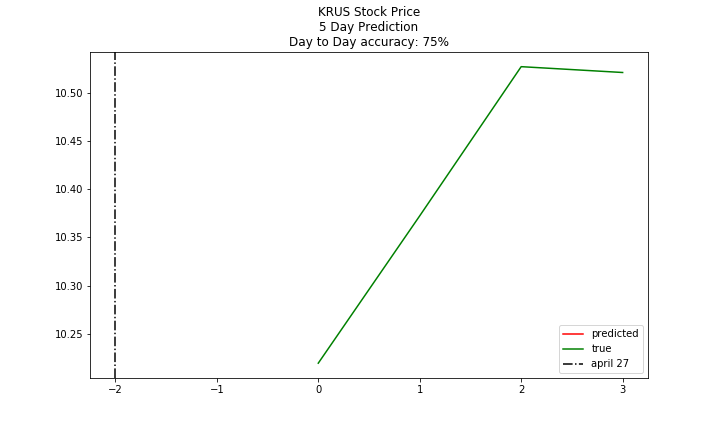 KRUS Stock Price
5 Day Prediction
Day to Day accuracy: 75%
10.50
10.45
10.40
10.35
10.30
10.25
−2
−1
0
1
2
3
predicted
true
april 27